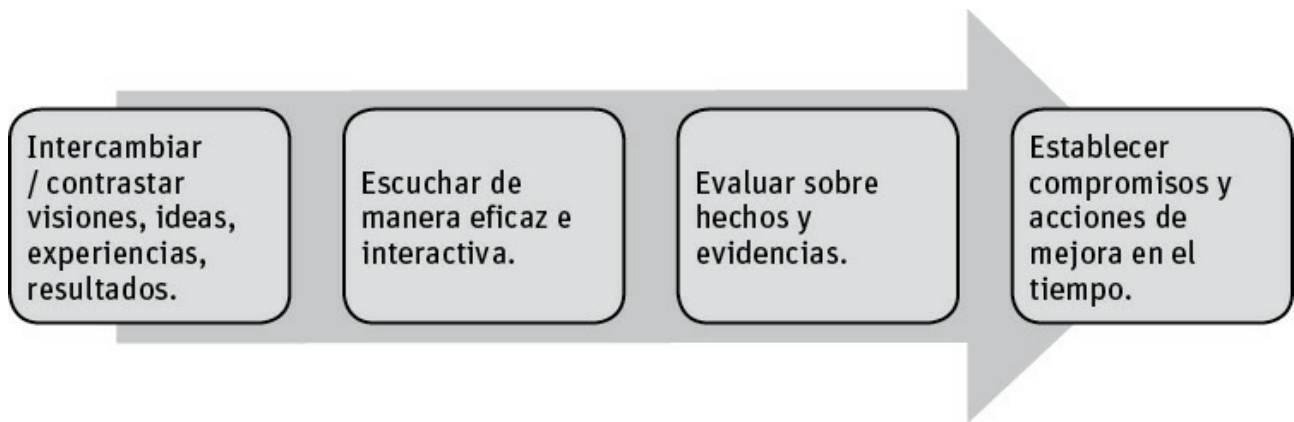 Intercambiar
/ contrastar
visiones, ideas,
experiencias,
resultados.
Escuchar de
manera eficaz e
interactiva.
Evaluar sobre
hechos y
evidencias.
Establecer
compromisos y
acciones de
mejora en el
tiempo.